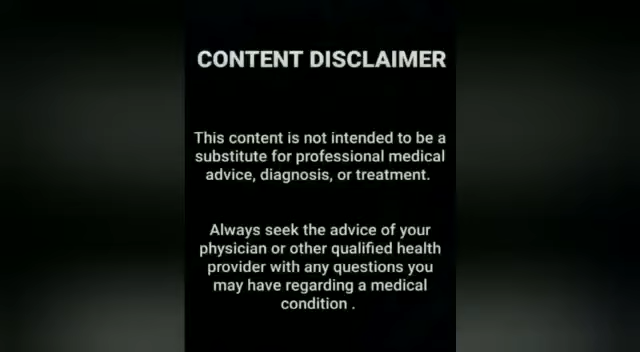 CONTENT DISCLAIMER
This content is not intended to be a
substitute for professional medical
advice, diagnosis, or treatment.
Always seek the advice of your
physician or other qualified health
provider with any questions you
may have regarding a medical
condition .